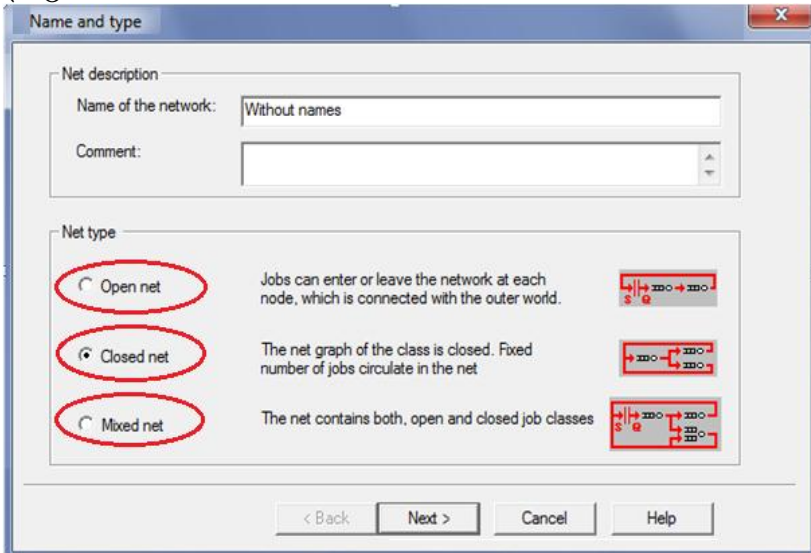 Name and type
x
Net description
Name of the network:
Without names
Comment:
Net type
Open net
Jobs can enter or leave the network at each
node, which is connected with the outer world.
S Q
Closed net
The net graph of the class is closed. Fixed
number of jobs circulate in the net
Mixed net
The net contains both, open and closed job classes
S Q
< Back
Next >
Cancel
Help